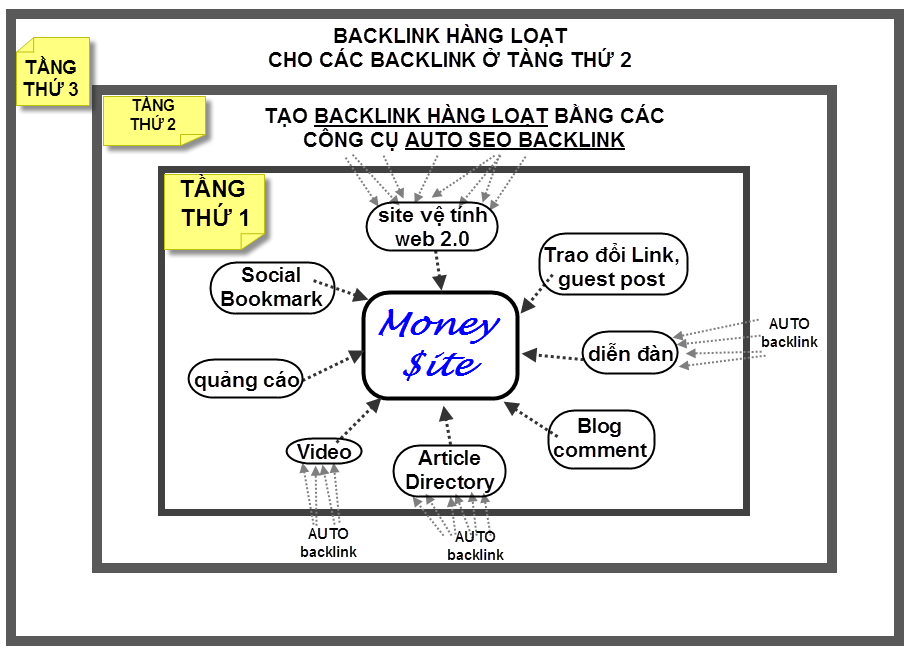 BACKLINK HÀNG LOẠT
CHO CÁC BACKLINK Ở TẦNG THỨ 2
TẦNG
THỨ 3
TẦNG
THỨ 2
TẠO BACKLINK HÀNG LOẠT BẰNG CÁC
CÔNG CỤ AUTO SEO BACKLINK
TẦNG
THỨ 1
site vệ tính
web 2.0
Social
Bookmark
Trao đổi Link,
guest post
Money
$ite
AUTO
backlink
diễn đàn
quảng cáo
Blog
comment
Video
Article
Directory
AUTO
backlink
AUTO
backlink